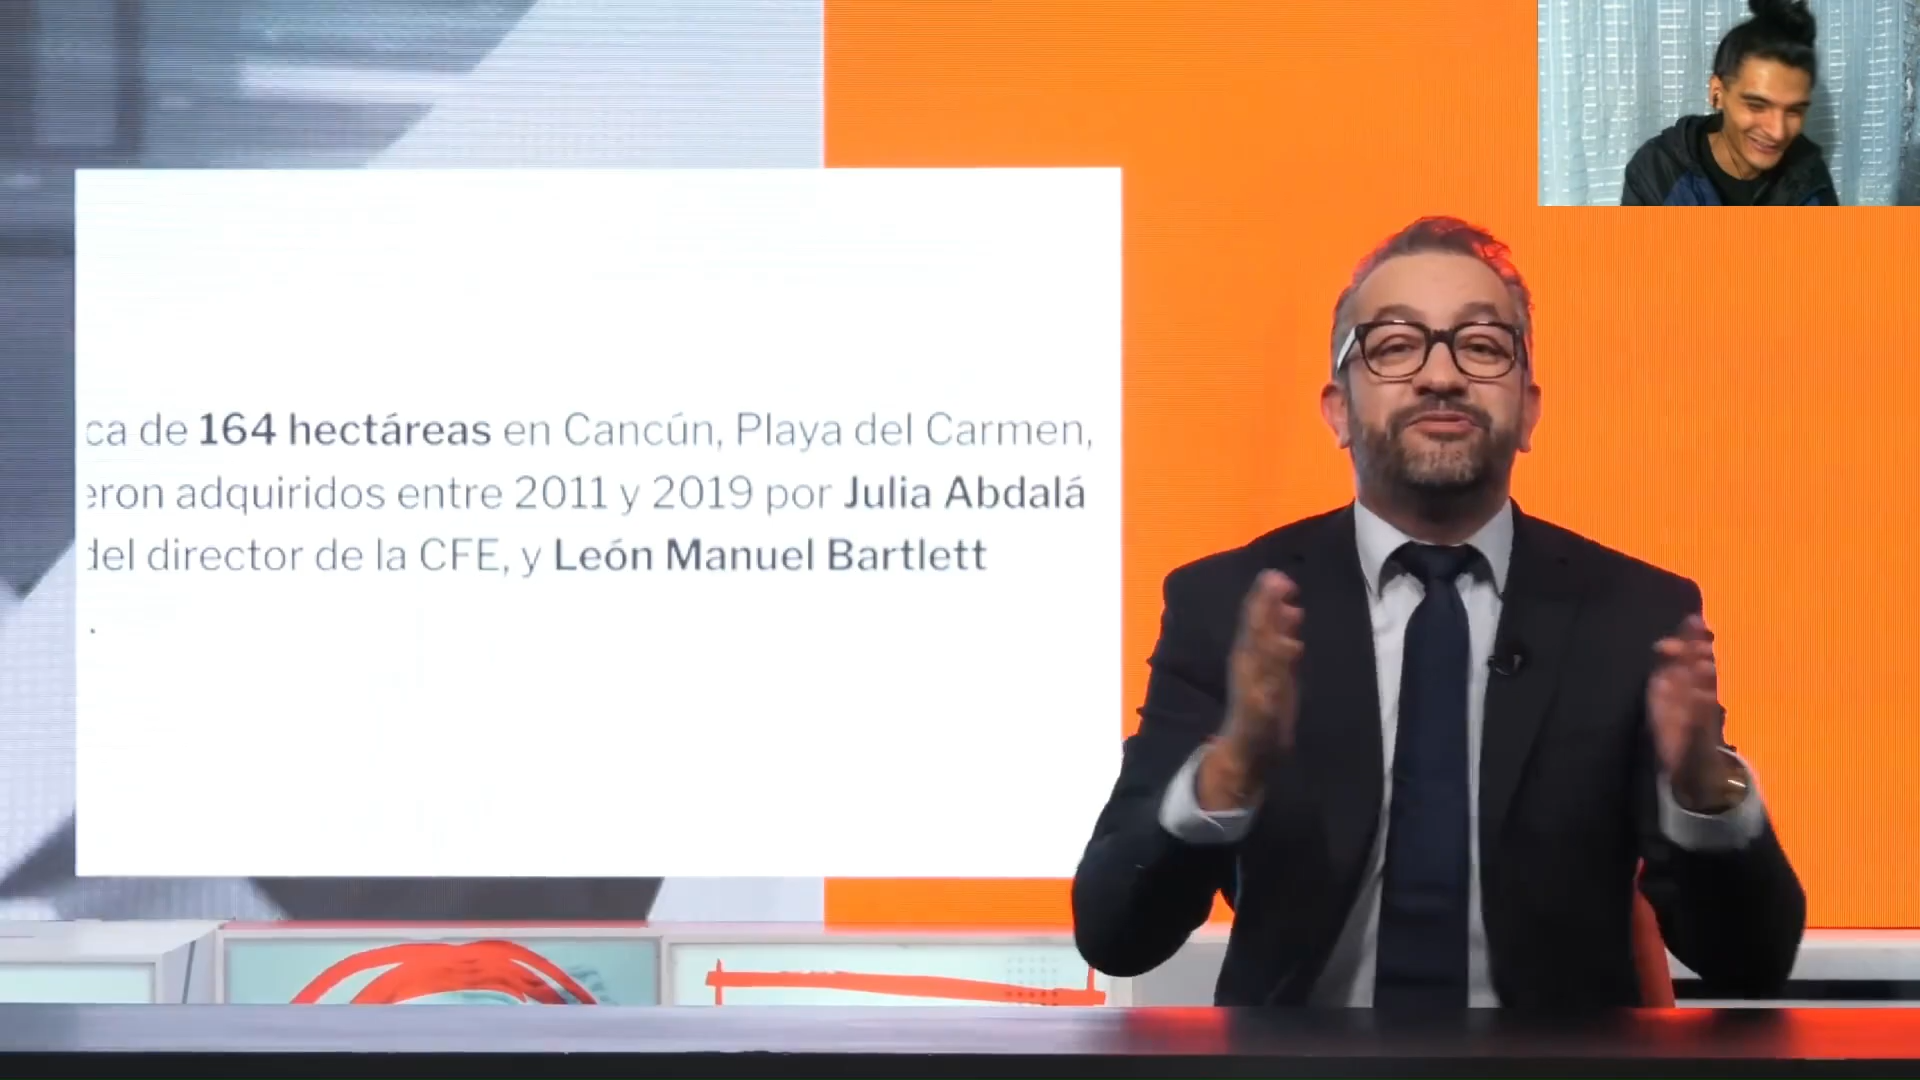 ca de 164 hectáreas en Cancún, Playa del Carmen,
eron adquiridos entre 2011 y 2019 por Julia Abdalá
del director de la CFE, y León Manuel Bartlett
.